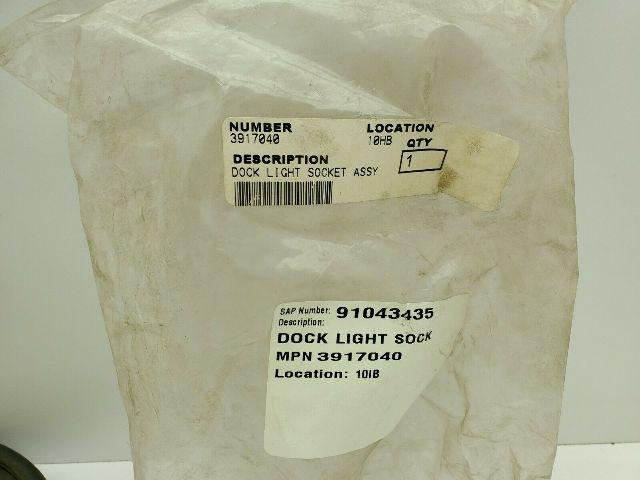 NUMBER LOCATION
3917040 10HB QTY
DESCRIPTION 1
DOCK LIGHT SOCKET ASSY
SAP Number: 91043435
Description:
DOCK LIGHT SOCK
MPN 3917040
Location: 10IB